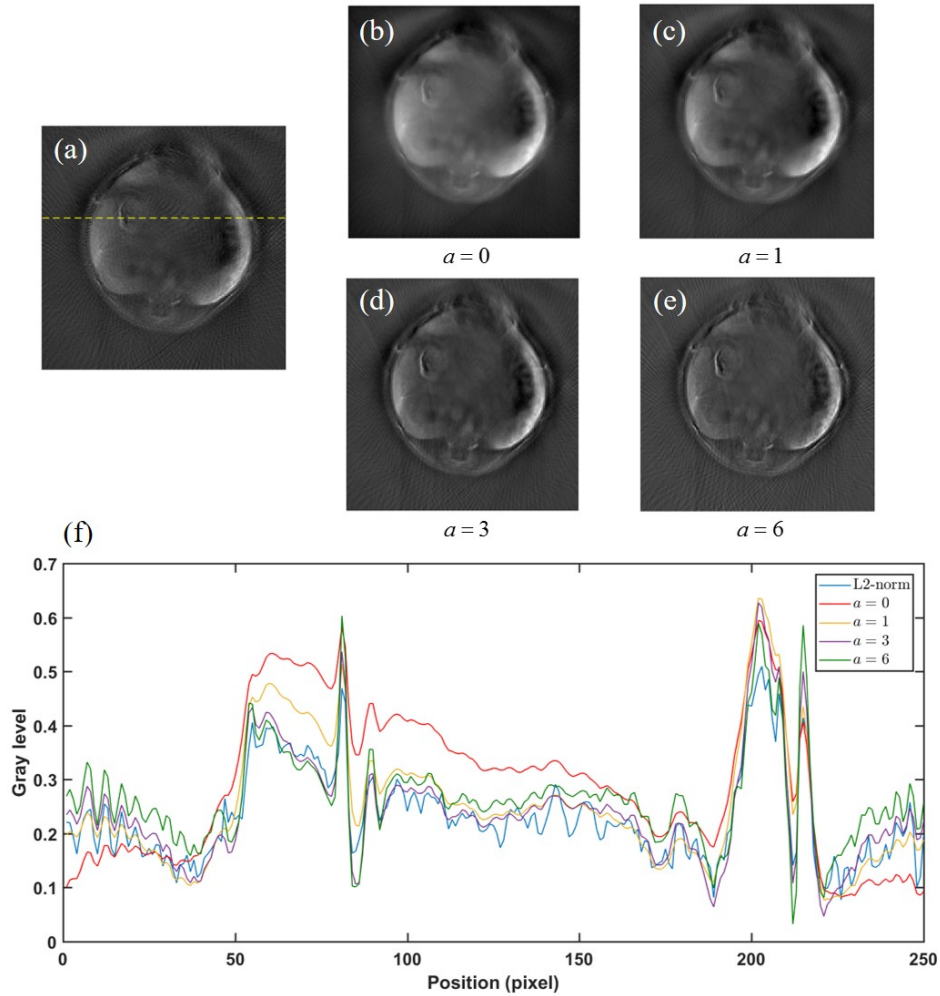 (a)
(b)
(c)
a = 0
a = 1
(d)
(e)
a = 3
a = 6
(f)
0.7
0.6
0.5
0.4
0.3
0.2
0.1
0
Gray level
L2-norm
a = 0
a = 1
a = 3
a = 6
0 50 100 150 200 250
Position (pixel)